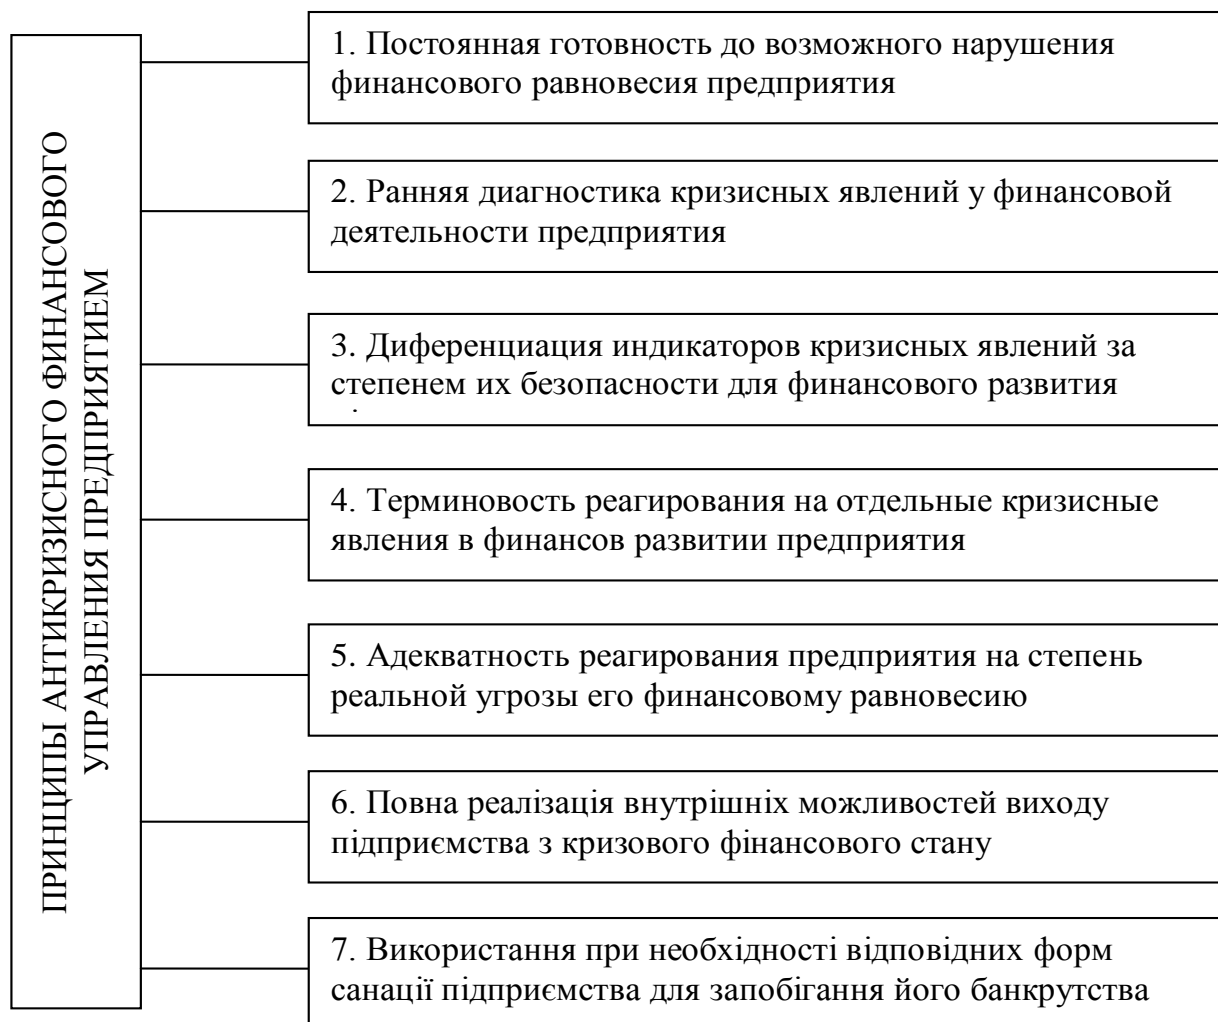 ПРИНЦИПЫ АНТИКРИЗИСНОГО ФИНАНСОВОГО
УПРАВЛЕНИЯ ПРЕДПРИЯТИЕМ
1. Постоянная готовность до возможного нарушения
финансового равновесия предприятия
2. Ранняя диагностика кризисных явлений у финансовой
деятельности предприятия
3. Диференциация индикаторов кризисных явлений за
степенем их безопасности для финансового развития
4. Терминовость реагирования на отдельные кризисные
явления в финансов развитии предприятия
5. Адекватность реагирования предприятия на степень
реальной угрозы его финансовому равновесию
6. Повна реалізація внутрішніх можливостей виходу
підприємства з кризового фінансового стану
7. Використання при необхідності відповідних форм
санації підприємства для запобігання його банкрутства